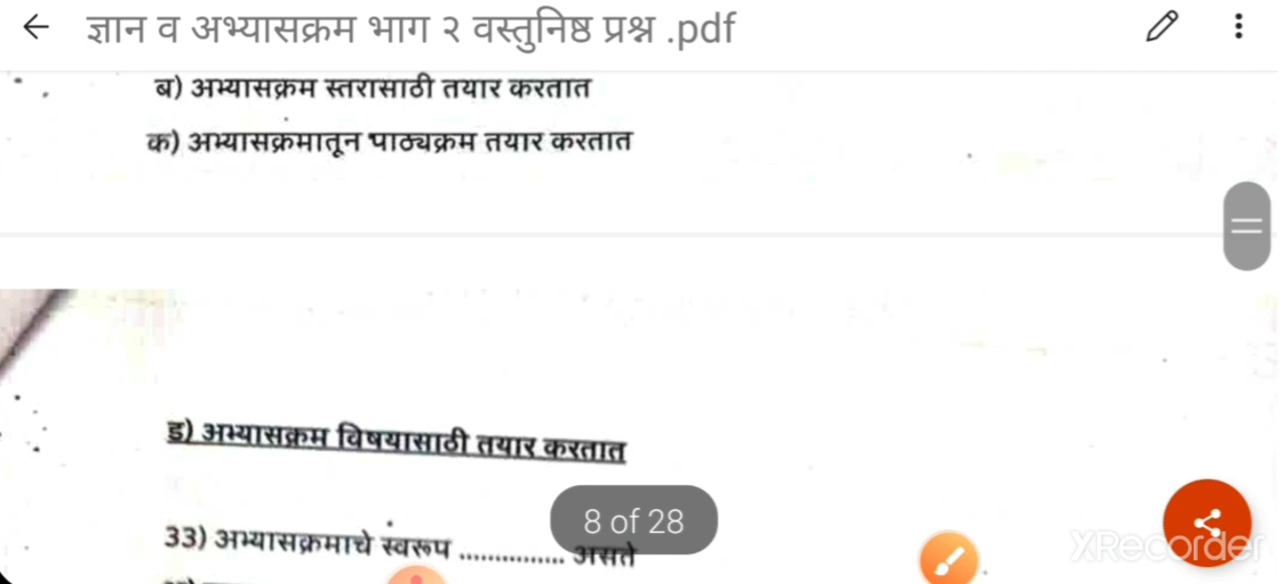 ज्ञान व अभ्यासक्रम भाग २ वस्तुनिष्ठ प्रश्न .pdf
ब) अभ्यासक्रम स्तरासाठी तयार करतात
क) अभ्यासक्रमातून पाठ्यक्रम तयार करतात
ड) अभ्यासक्रम विषयासाठी तयार करतात
8 of 28
33) अभ्यासक्रमाचे स्वरूप ............... असते
XRecorder